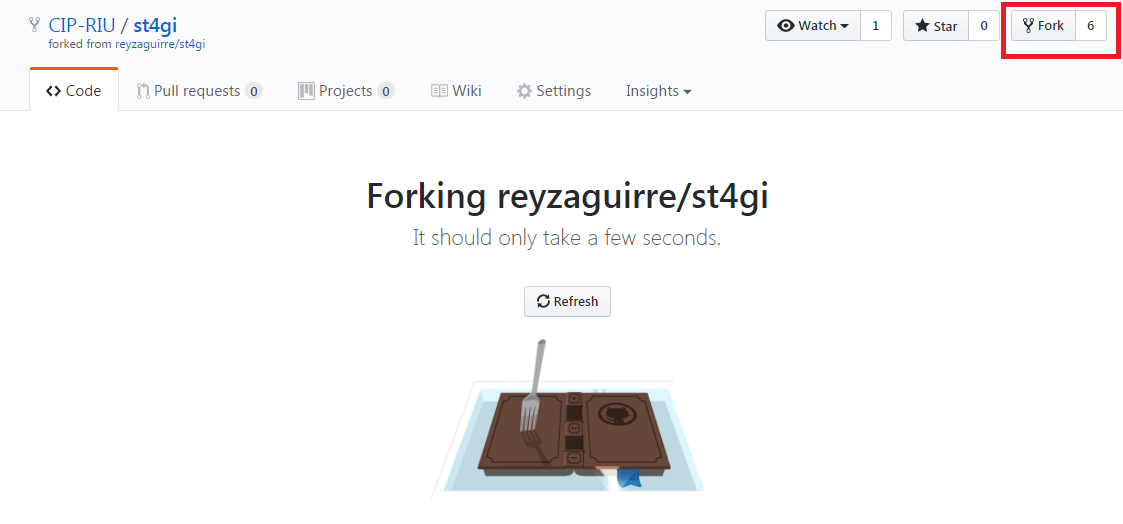 CIP-RIU / st4gi
forked from reyzaguirre/st4gi
Watch 1 Star 0 Fork 6
Code Pull requests 0 Projects 0 Wiki Settings Insights
Forking reyzaguirre/st4gi
It should only take a few seconds.
Refresh